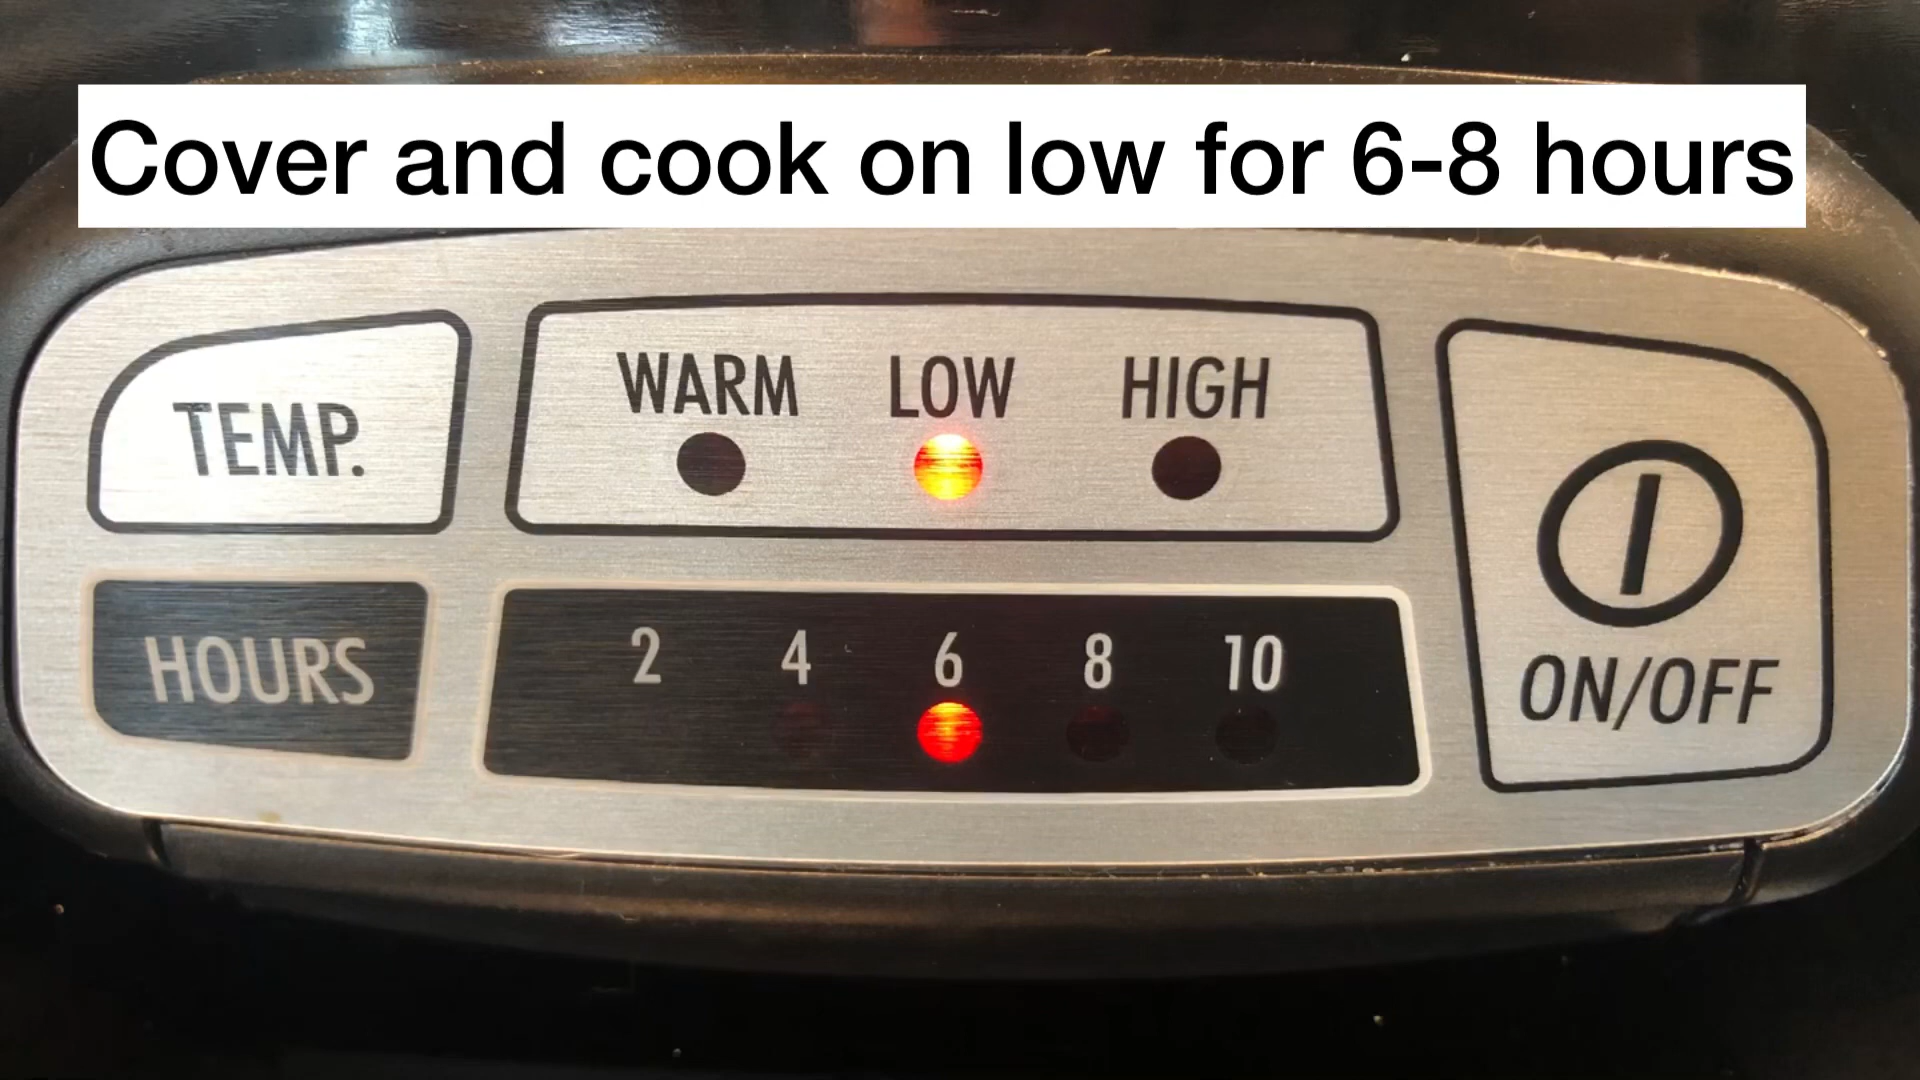 Cover and cook on low for 6-8 hours
TEMP.
WARM LOW HIGH
HOURS
2 4 6 8 10
ON/OFF